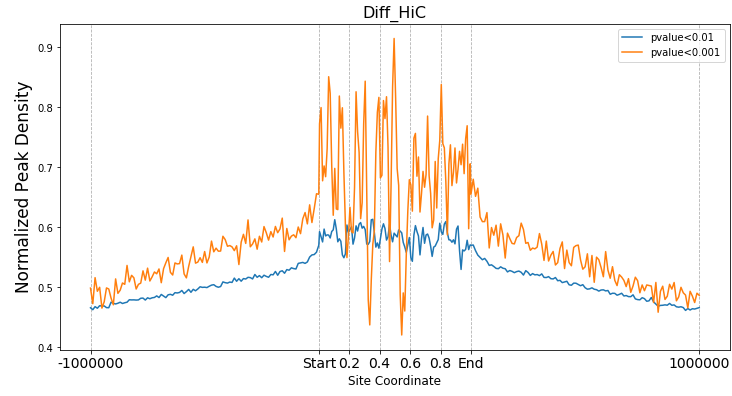 Diff_HiC
pvalue<0.01
pvalue<0.001
Normalized Peak Density
0.9
0.8
0.7
0.6
0.5
0.4
-1000000 Start 0.2 0.4 0.6 0.8 End 1000000
Site Coordinate